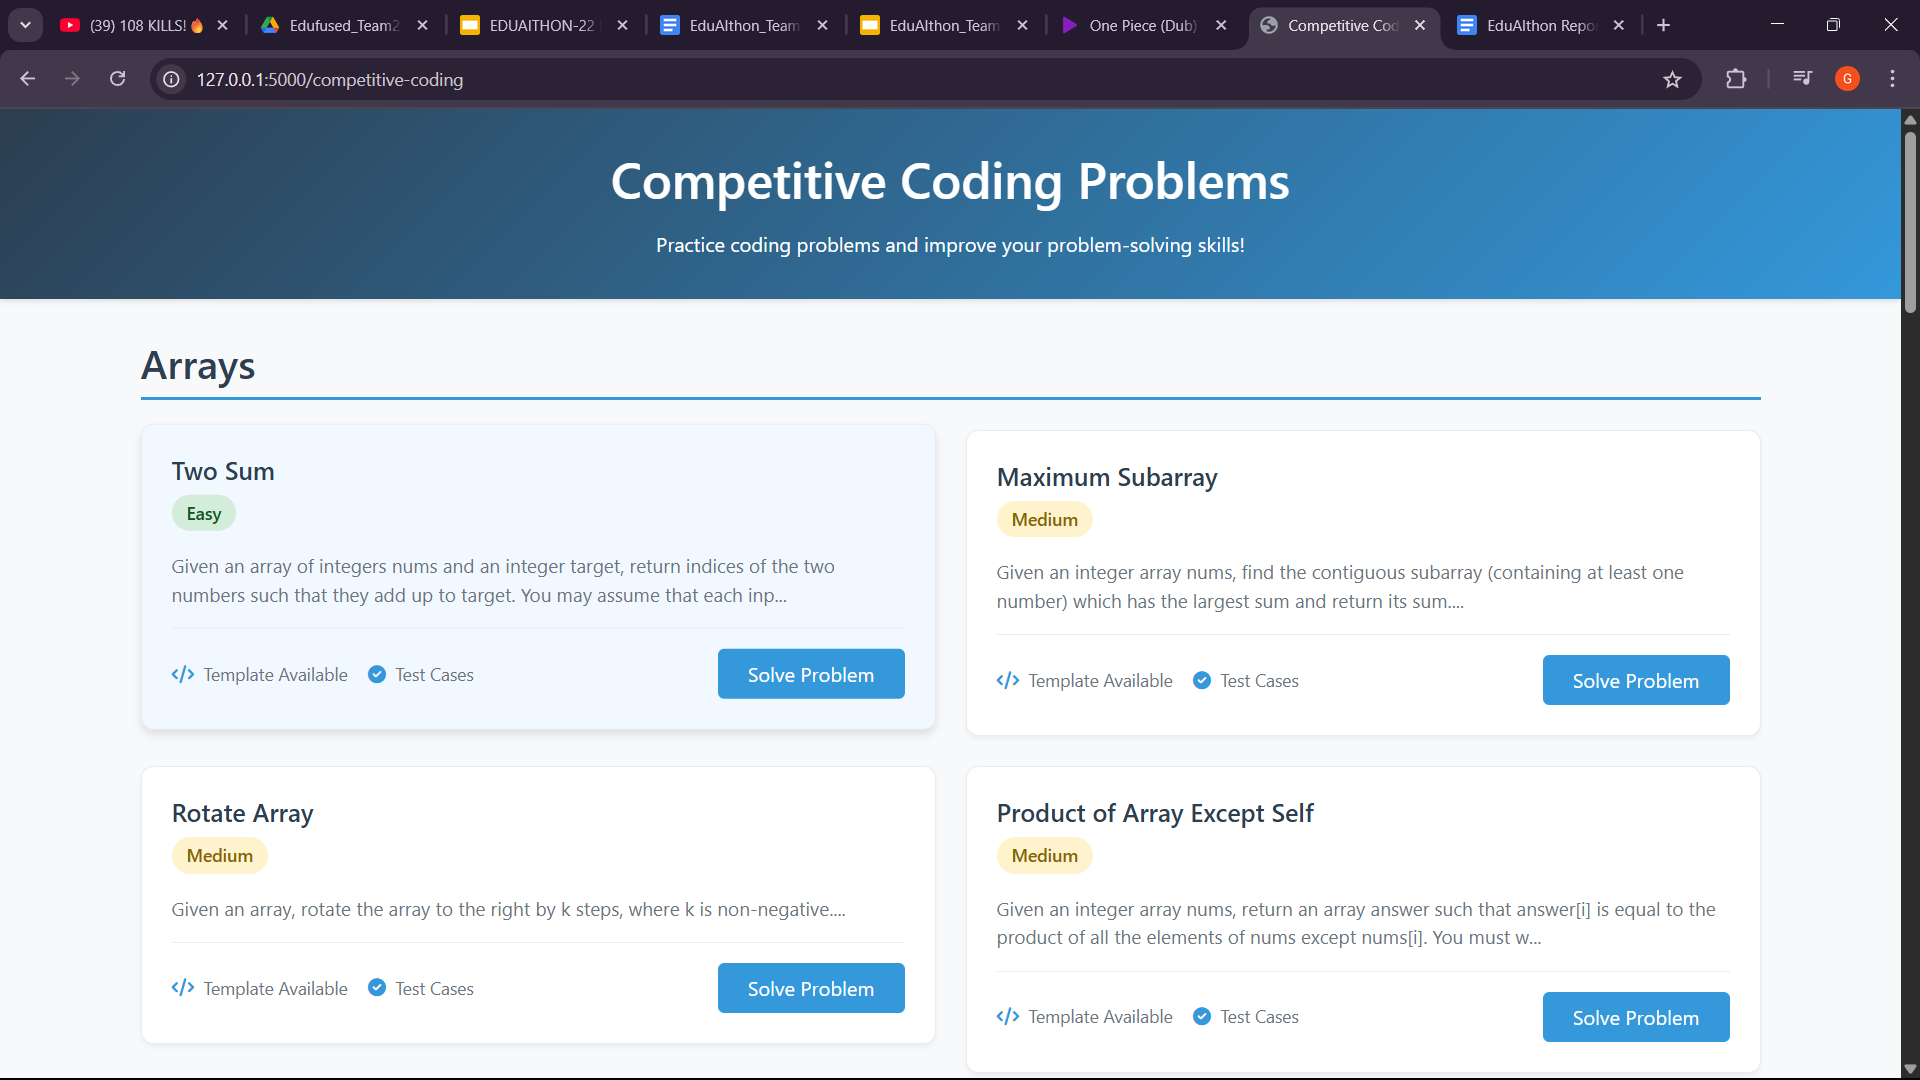 (39) 108 KILLS!🔥
Edufused_Team2
EDUAITHON-22
EduAIthon_Team
EduAIthon_Team
One Piece (Dub)
Competitive Cod
EduAIthon Repo
127.0.0.1:5000/competitive-coding
G
Competitive Coding Problems
Practice coding problems and improve your problem-solving skills!
Arrays
Two Sum
Easy
Given an array of integers nums and an integer target, return indices of the two
numbers such that they add up to target. You may assume that each inp...
</> Template Available Test Cases
Solve Problem
Maximum Subarray
Medium
Given an integer array nums, find the contiguous subarray (containing at least one
number) which has the largest sum and return its sum....
</> Template Available Test Cases
Solve Problem
Rotate Array
Medium
Given an array, rotate the array to the right by k steps, where k is non-negative....
</> Template Available Test Cases
Solve Problem
Product of Array Except Self
Medium
Given an integer array nums, return an array answer such that answer[i] is equal to the
product of all the elements of nums except nums[i]. You must w...
</> Template Available Test Cases
Solve Problem